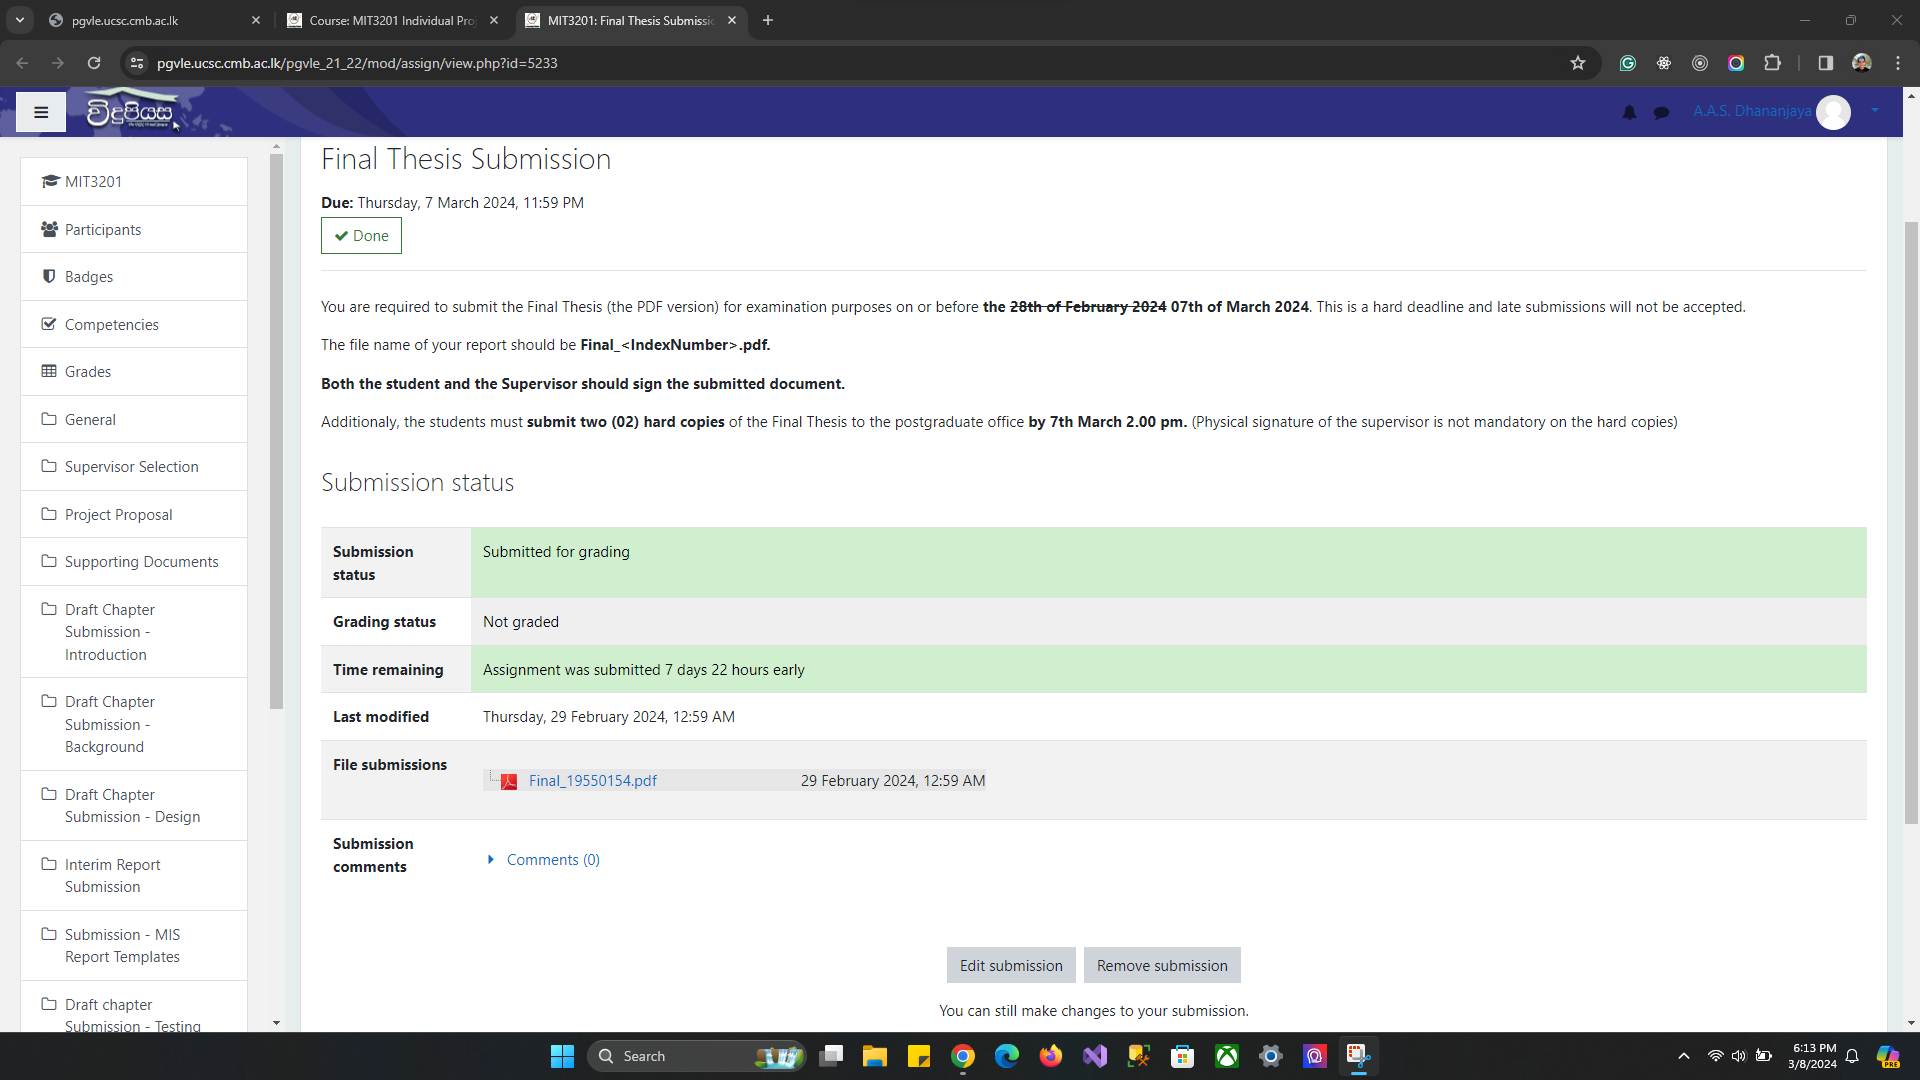 pgvle.ucsc.cmb.ac.lk
Course: MIT3201 Individual Pro
MIT3201: Final Thesis Submissio
pgvle.ucsc.cmb.ac.lk/pgvle_21_22/mod/assign/view.php?id=5233
විදුපියස
A.A.S. Dhananjaya
MIT3201
Participants
Badges
Competencies
Grades
General
Supervisor Selection
Project Proposal
Supporting Documents
Draft Chapter
Submission -
Introduction
Draft Chapter
Submission -
Background
Draft Chapter
Submission - Design
Interim Report
Submission
Submission - MIS
Report Templates
Draft chapter
Submission - Testing
Final Thesis Submission
Due: Thursday, 7 March 2024, 11:59 PM
Done
You are required to submit the Final Thesis (the PDF version) for examination purposes on or before the 28th of February 2024 07th of March 2024. This is a hard deadline and late submissions will not be accepted.
The file name of your report should be Final_<IndexNumber>.pdf.
Both the student and the Supervisor should sign the submitted document.
Additionaly, the students must submit two (02) hard copies of the Final Thesis to the postgraduate office by 7th March 2.00 pm. (Physical signature of the supervisor is not mandatory on the hard copies)
Submission status
Submission
status
Submitted for grading
Grading status
Not graded
Time remaining
Assignment was submitted 7 days 22 hours early
Last modified
Thursday, 29 February 2024, 12:59 AM
File submissions
Final_19550154.pdf
29 February 2024, 12:59 AM
Submission
comments
Comments (0)
Edit submission
Remove submission
You can still make changes to your submission.
Search
6:13 PM
3/8/2024
PRE